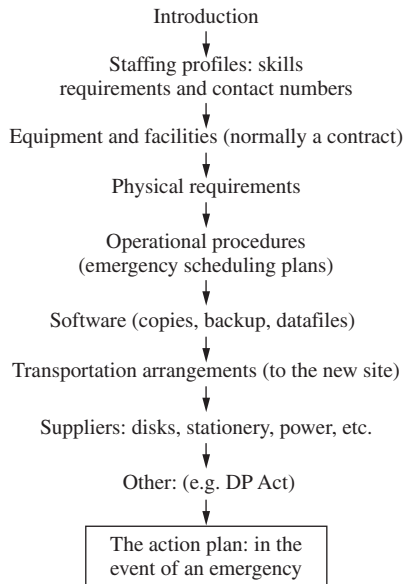 Introduction
Staffing profiles: skills
requirements and contact numbers
Equipment and facilities (normally a contract)
Physical requirements
Operational procedures
(emergency scheduling plans)
Software (copies, backup, datafiles)
Transportation arrangements (to the new site)
Suppliers: disks, stationery, power, etc.
Other: (e.g. DP Act)
The action plan: in the
event of an emergency